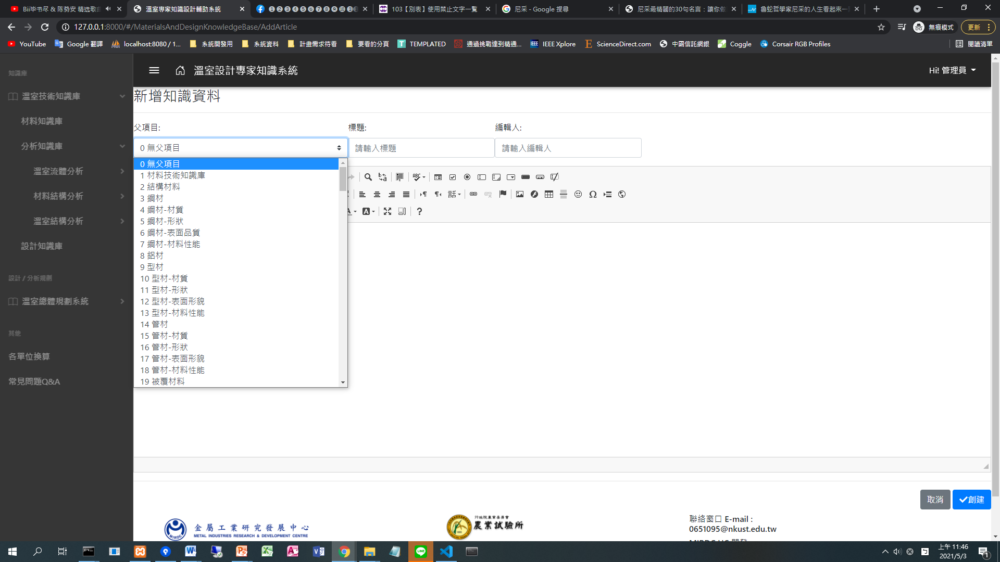 Bii毕书尽 & 陈势安 精选歌曲
溫室專家知識設計輔助系統
①②③④⑤⑥⑦⑧⑨⑩⑪
103【別表】使用禁止文字一覧
尼采 - Google 搜尋
尼采最精闢的30句名言：讓你做
魯蛇哲學家尼采的人生看起來一
127.0.0.1:8000/#/MaterialsAndDesignKnowledgeBase/AddArticle
無痕模式
更新
YouTube
Google 翻譯
localhost:8080 / 1...
系統開發用
系統資料
計畫需求待看
要看的分頁
TEMPLATED
通過挑戰達到精通...
IEEE Xplore
ScienceDirect.com
中國信託網銀
Coggle
Corsair RGB Profiles
閱讀清單
知識庫
溫室技術知識庫
材料知識庫
分析知識庫
溫室流體分析
材料結構分析
溫室結構分析
設計知識庫
設計 / 分析規劃
溫室總體規劃系統
其他
各單位換算
常見問題Q&A
溫室設計專家知識系統
Hi! 管理員
新增知識資料
父項目:
標題:
編輯人:
0 無父項目
請輸入標題
請輸入編輯人
0 無父項目
1 材料技術知識庫
2 結構材料
3 鋼材
4 鋼材-材質
5 鋼材-形狀
6 鋼材-表面品質
7 鋼材-材料性能
8 鋁材
9 型材
10 型材-材質
11 型材-形狀
12 型材-表面形貌
13 型材-材料性能
14 管材
15 管材-材質
16 管材-形狀
17 管材-表面形貌
18 管材-材料性能
19 被覆材料
取消
創建
MIRDC
金屬工業研究發展中心
METAL INDUSTRIES RESEARCH & DEVELOPMENT CENTRE
行政院農業委員會
農業試驗所
聯絡窗口 E-mail :
0651095@nkust.edu.tw
上午 11:46
2021/5/3
1